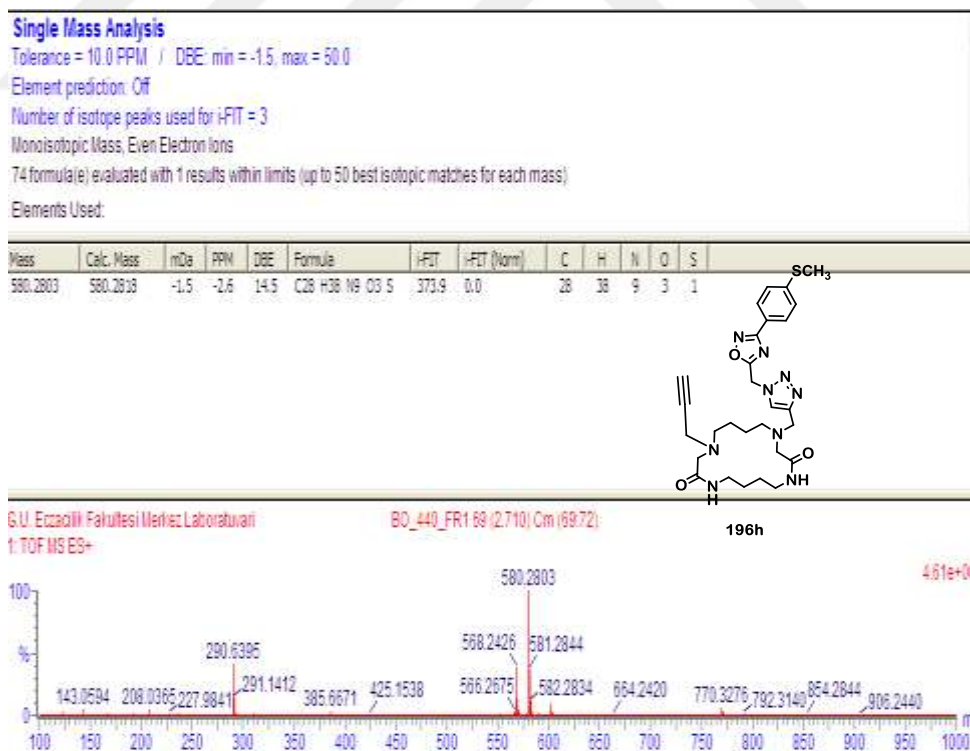 Single Mass Analysis
Tolerance = 10.0 PPM / DBE: min = -1.5, max = 50.0
Element prediction: Off
Number of isotope peaks used for i-FIT = 3
Monoisotopic Mass, Even Electron Ions
74 formula(e) evaluated with 1 results within limits (up to 50 best isotopic matches for each mass)
Elements Used:
Mass Calc. Mass mDa PPM DBE Formula i-FIT i-FIT (Norm) C H N O S
580.2803 580.2818 -1.5 -2.6 14.5 C28 H38 N9 O3 S 373.9 0.0 28 38 9 3 1
SCH3
N
N
O
N
N
N
N
N
O
O
N
H
NH
196h
G.U. Eczacilik Fakultesi Merkez Laboratuvari BO_440_FR1 69 (2.710) Cm (69:72)
1: TOF MS ES+
4.61e+00
100
580.2803
%
568.2426
581.2844
290.6395
291.1412
566.2675
582.2834
143.0594
208.0365
227.9841
385.6671
425.1538
664.2420
770.3276
792.3140
854.2844
906.2440
0
100 150 200 250 300 350 400 450 500 550 600 650 700 750 800 850 900 950 1000